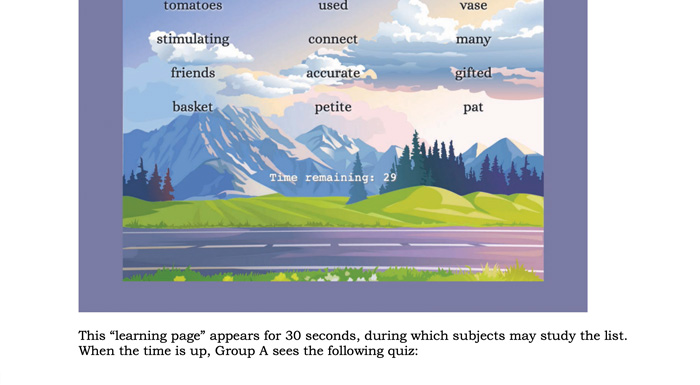 tomatoes used vase
stimulating connect many
friends accurate gifted
basket petite pat
Time remaining: 29
This “learning page” appears for 30 seconds, during which subjects may study the list.
When the time is up, Group A sees the following quiz: